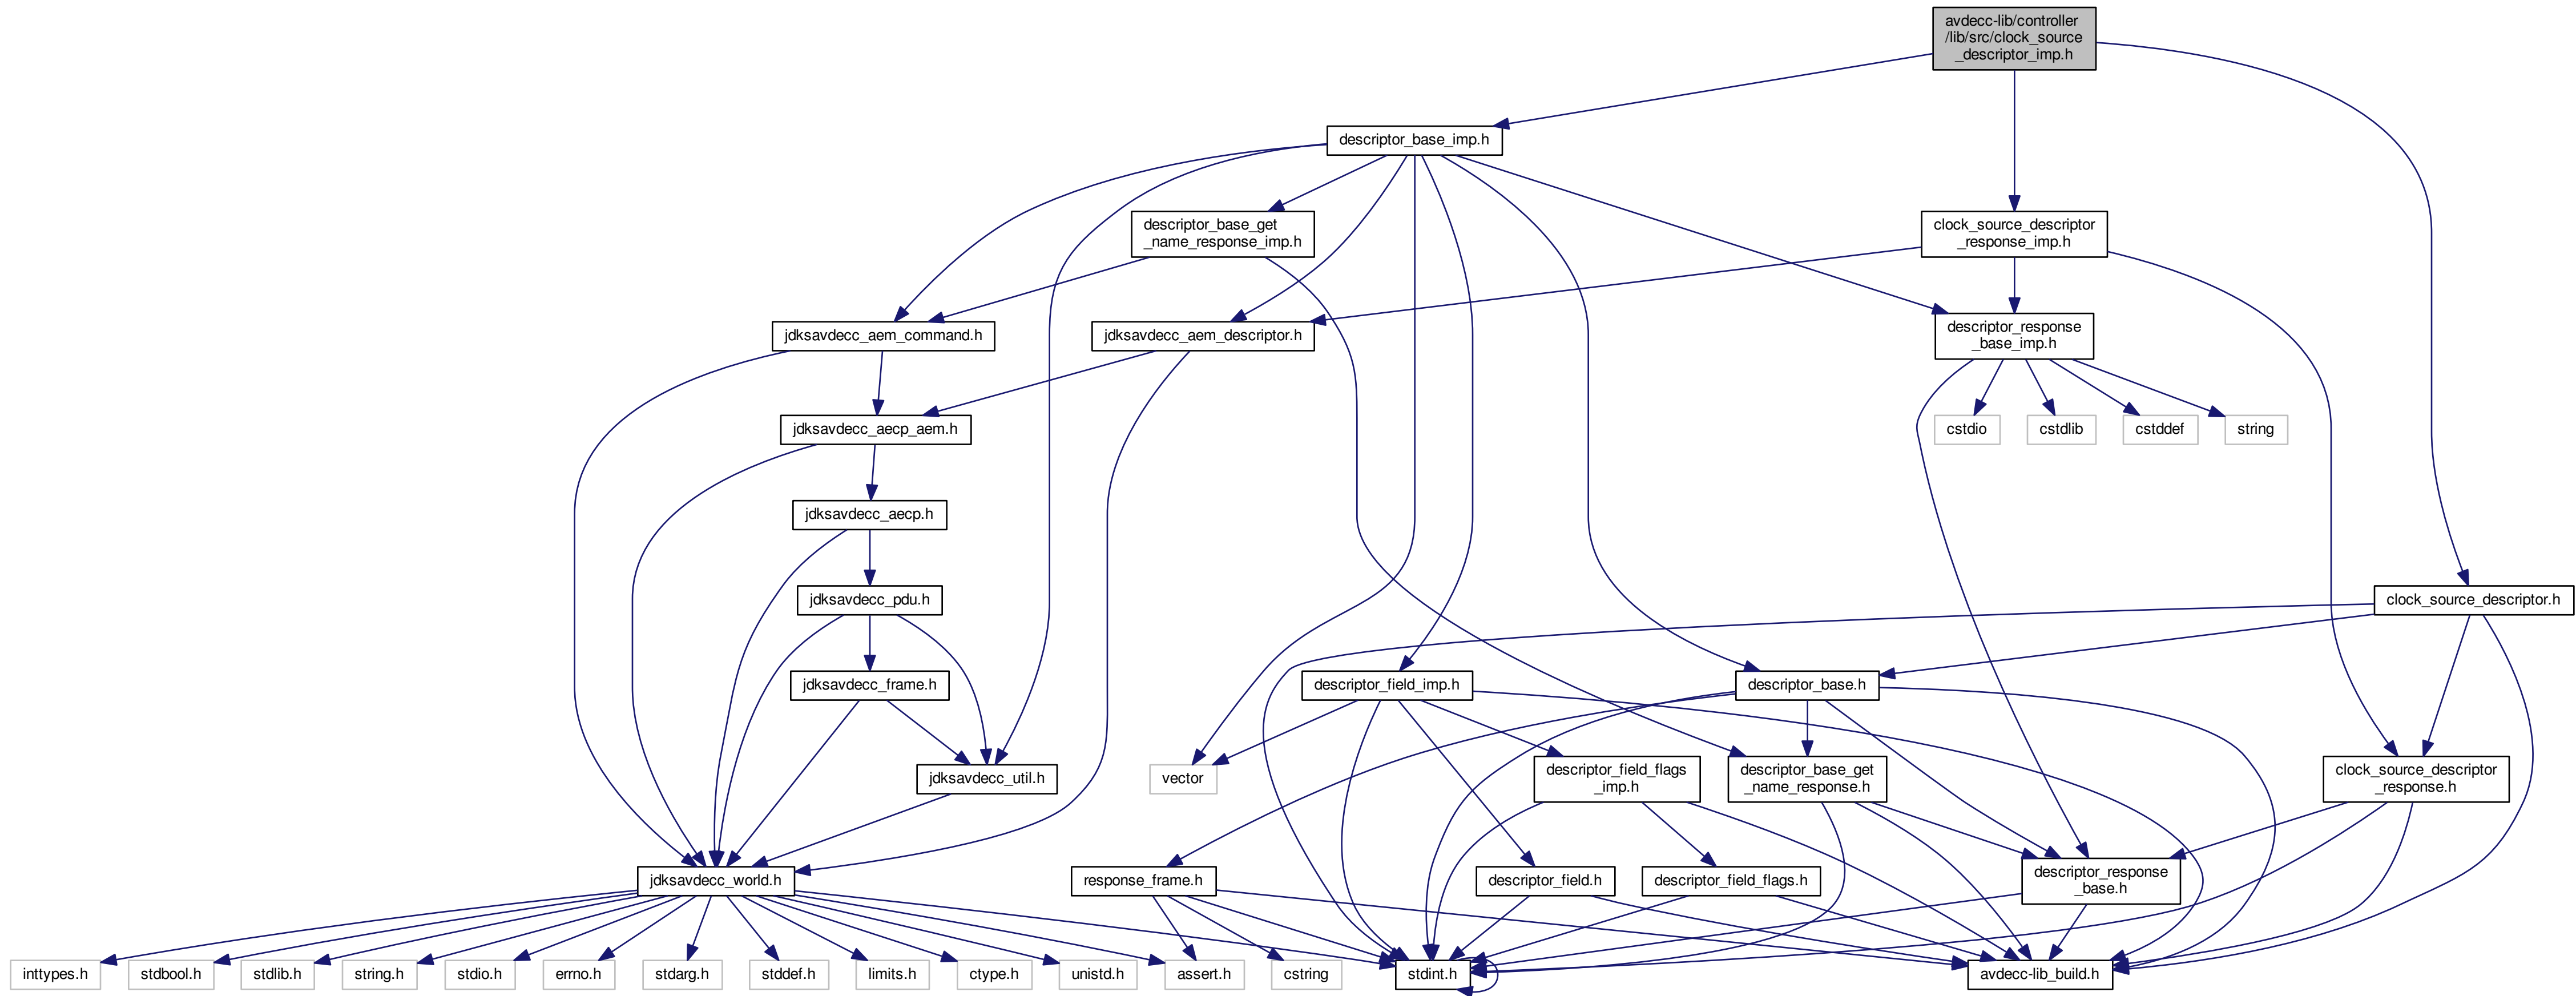 avdecc-lib/controller
/lib/src/clock_source
_descriptor_imp.h
descriptor_base_imp.h
descriptor_base_get
_name_response_imp.h
clock_source_descriptor
_response_imp.h
jdksavdecc_aem_command.h
jdksavdecc_aem_descriptor.h
descriptor_response
_base_imp.h
jdksavdecc_aecp_aem.h
cstdio
cstdlib
cstddef
string
jdksavdecc_aecp.h
jdksavdecc_pdu.h
clock_source_descriptor.h
jdksavdecc_frame.h
descriptor_field_imp.h
descriptor_base.h
jdksavdecc_util.h
vector
descriptor_field_flags
_imp.h
descriptor_base_get
_name_response.h
clock_source_descriptor
_response.h
jdksavdecc_world.h
response_frame.h
descriptor_field.h
descriptor_field_flags.h
descriptor_response
_base.h
inttypes.h
stdbool.h
stdlib.h
string.h
stdio.h
errno.h
stdarg.h
stddef.h
limits.h
ctype.h
unistd.h
assert.h
cstring
stdint.h
avdecc-lib_build.h